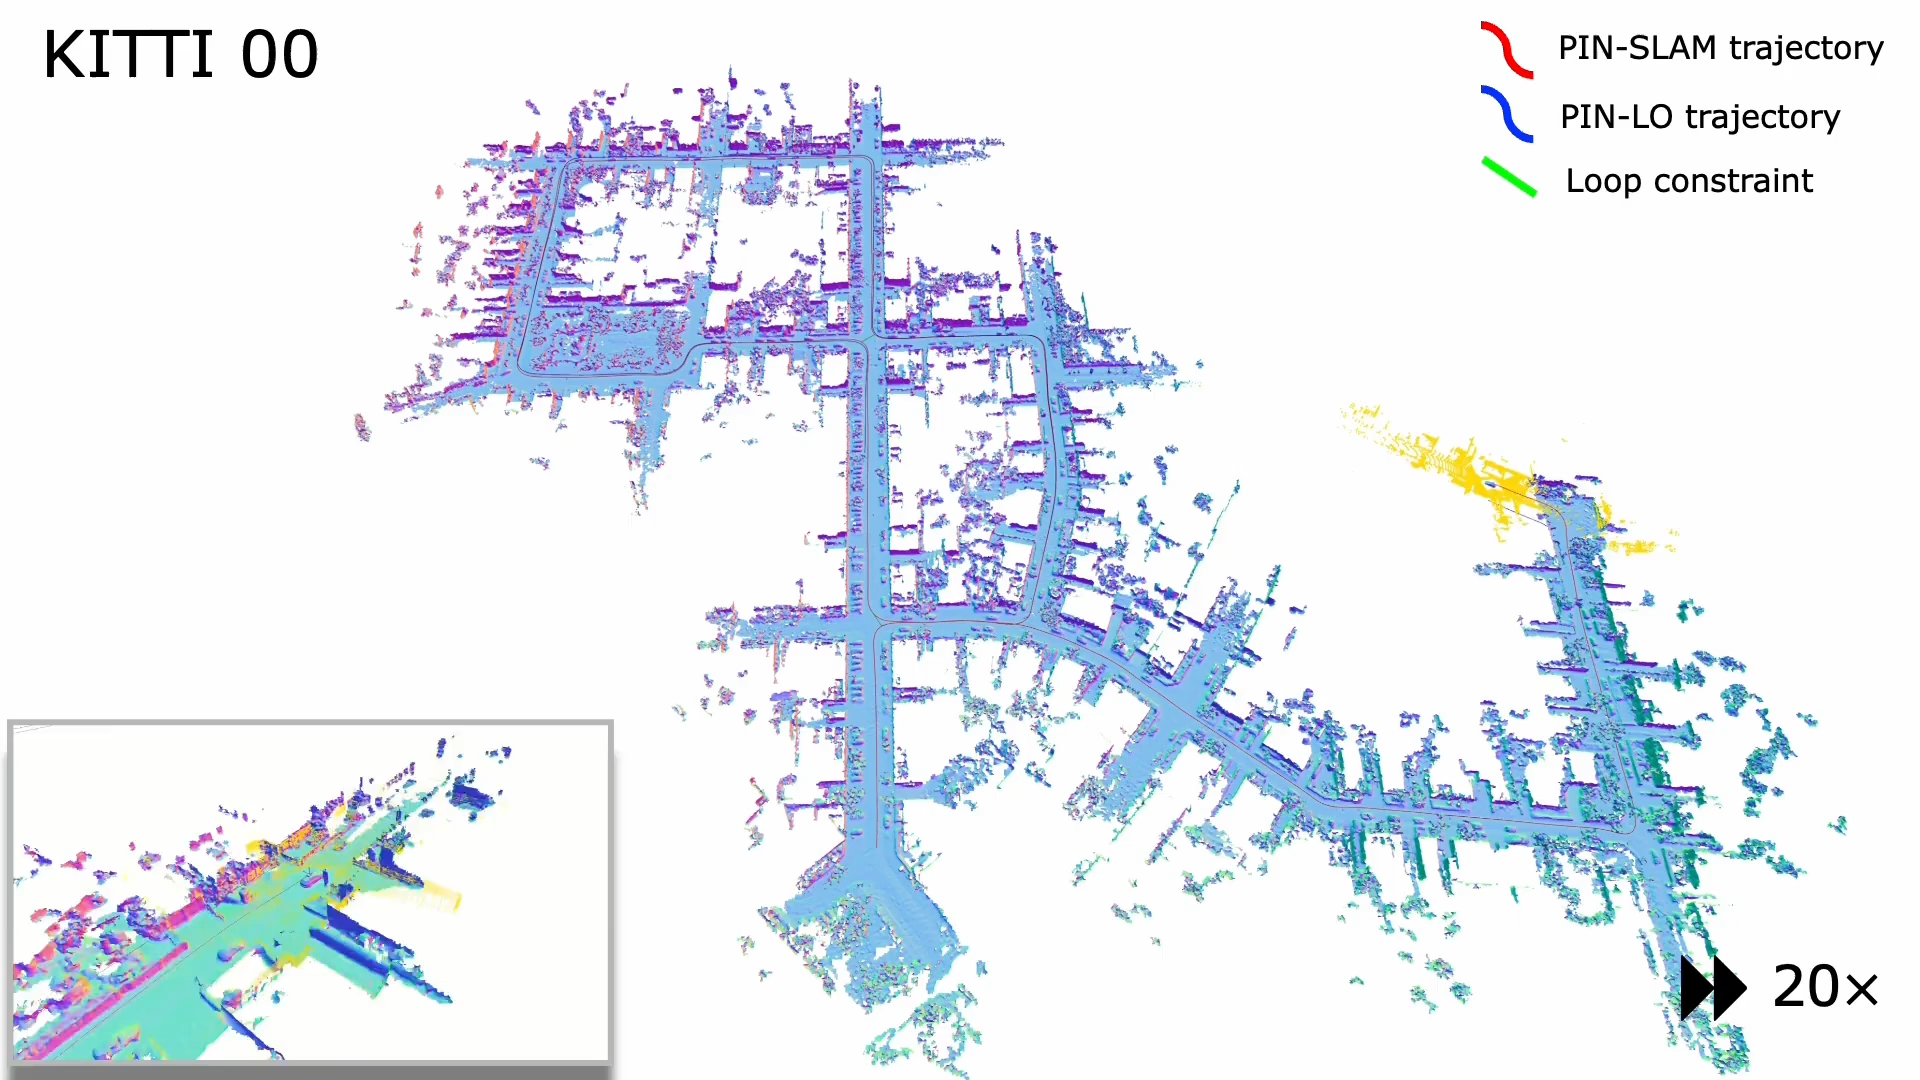 KITTI 00
PIN-SLAM trajectory
PIN-LO trajectory
Loop constraint
20×